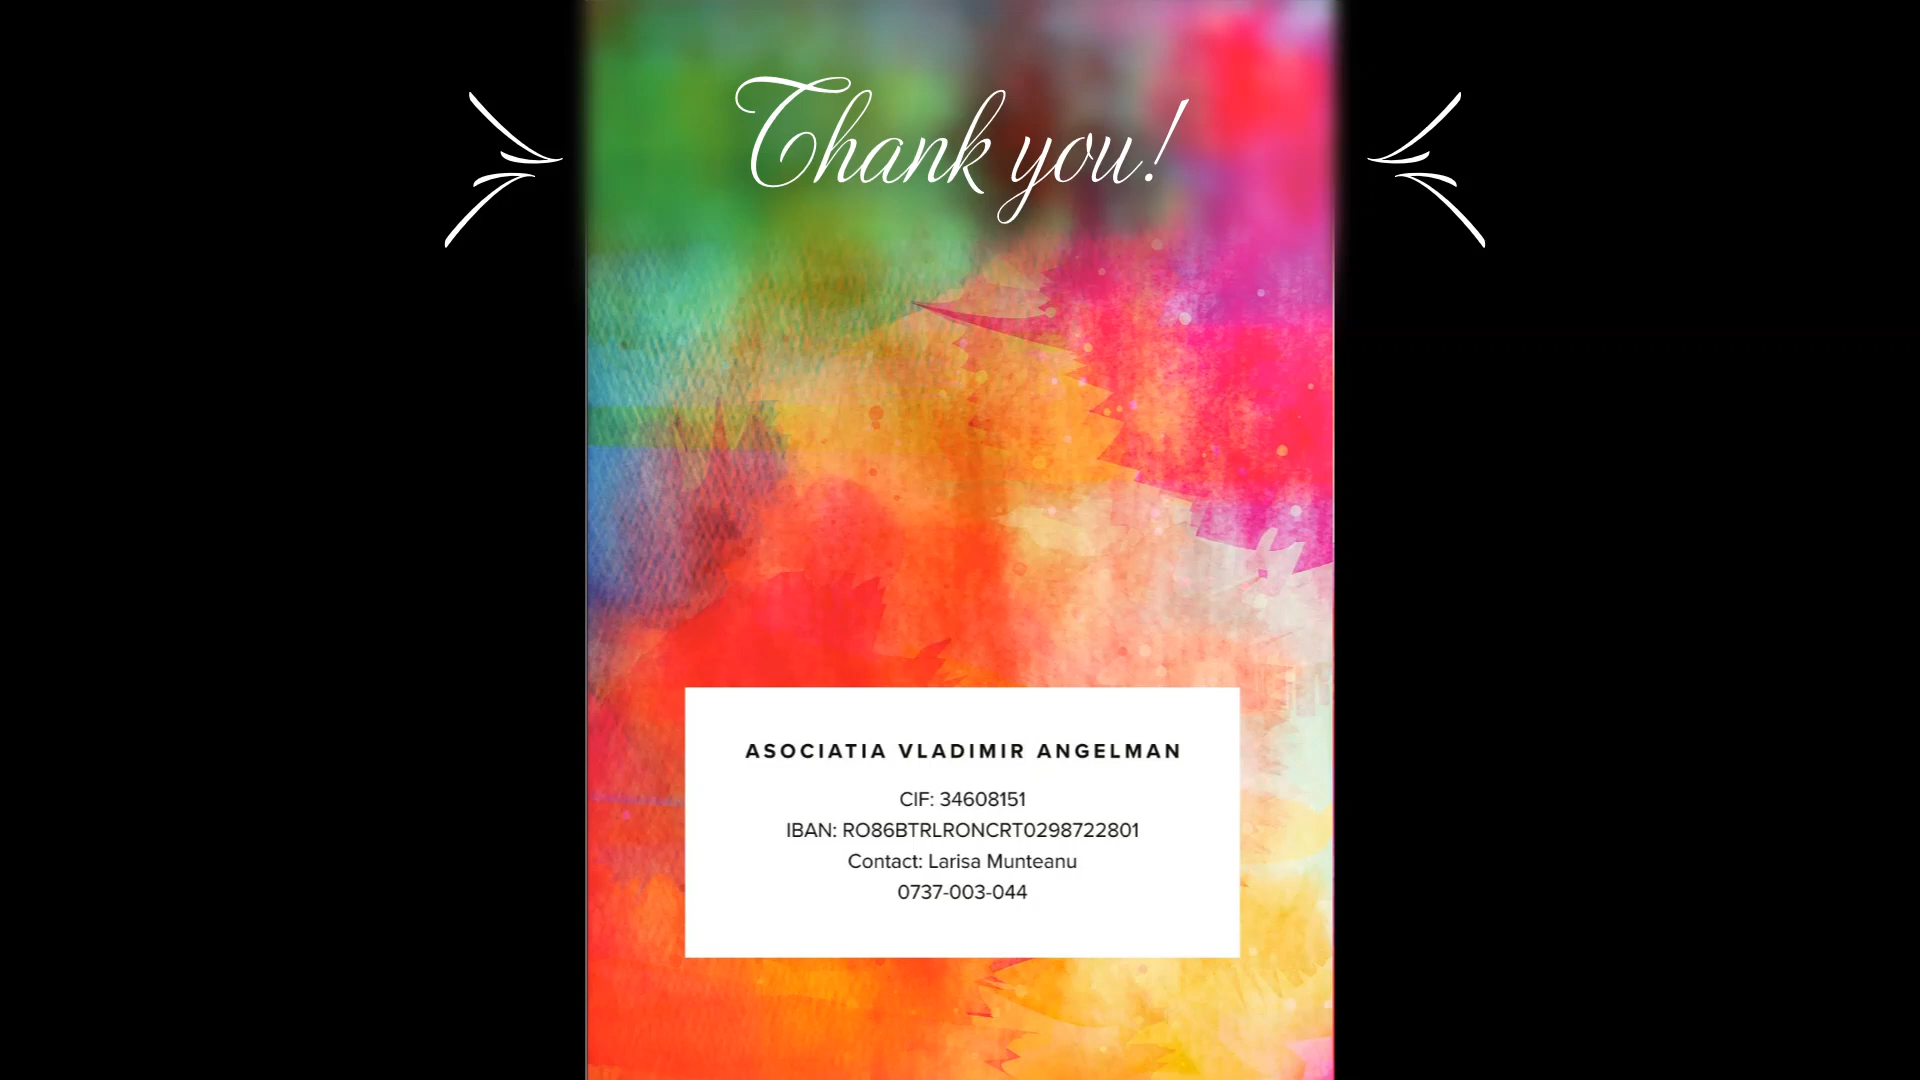 Thank you!
ASOCIATIA VLADIMIR ANGELMAN
CIF: 34608151
IBAN: RO86BTRLRONCRT0298722801
Contact: Larisa Munteanu
0737-003-044